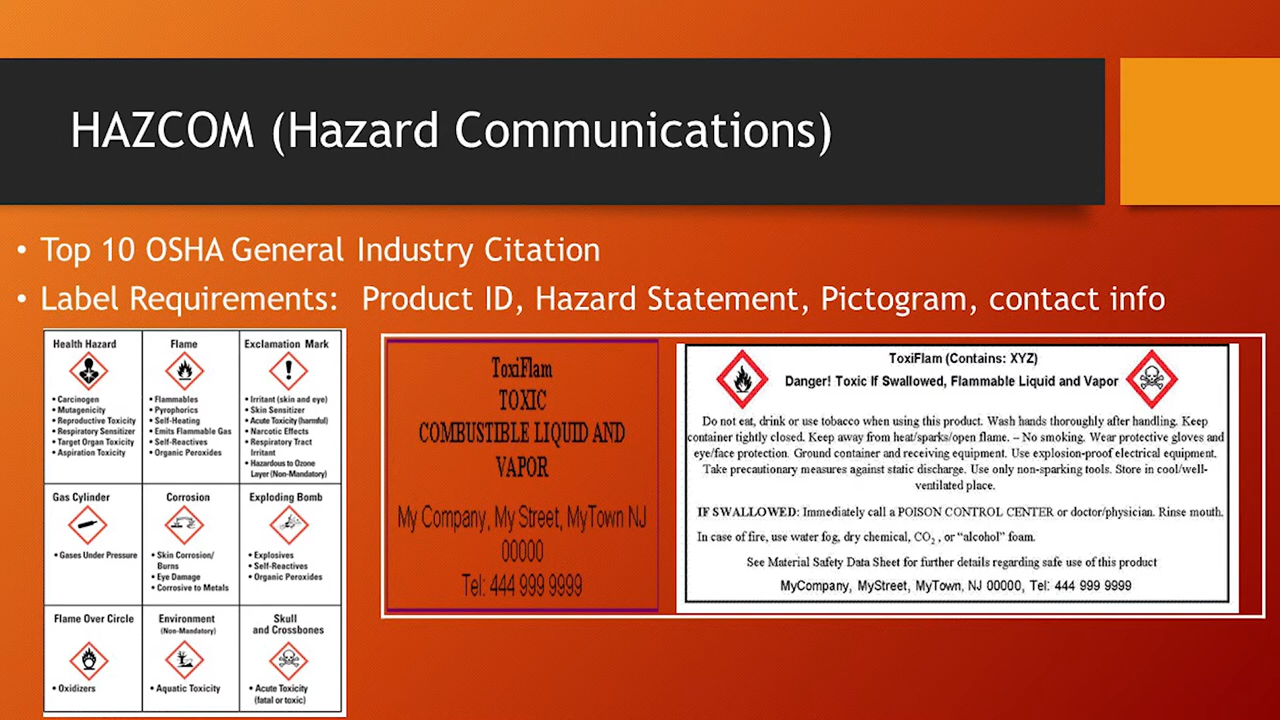 HAZCOM (Hazard Communications)
• Top 10 OSHA General Industry Citation
• Label Requirements: Product ID, Hazard Statement, Pictogram, contact info
Health Hazard
• Carcinogen
• Mutagenicity
• Reproductive Toxicity
• Respiratory Sensitizer
• Target Organ Toxicity
• Aspiration Toxicity
Flame
• Flammables
• Pyrophorics
• Self-Heating
• Emits Flammable Gas
• Self-Reactives
• Organic Peroxides
Exclamation Mark
• Irritant (skin and eye)
• Skin Sensitizer
• Acute Toxicity (harmful)
• Narcotic Effects
• Respiratory Tract
Irritant
• Hazardous to Ozone
Layer (Non-Mandatory)
Gas Cylinder
• Gases Under Pressure
Corrosion
• Skin Corrosion/
Burns
• Eye Damage
• Corrosive to Metals
Exploding Bomb
• Explosives
• Self-Reactives
• Organic Peroxides
Flame Over Circle
• Oxidizers
Environment
(Non-Mandatory)
• Aquatic Toxicity
Skull
and Crossbones
• Acute Toxicity
(fatal or toxic)
ToxiFlam
TOXIC
COMBUSTIBLE LIQUID AND
VAPOR
My Company, My Street, MyTown NJ
00000
Tel: 444 999 9999
ToxiFlam (Contains: XYZ)
Danger! Toxic If Swallowed, Flammable Liquid and Vapor
Do not eat, drink or use tobacco when using this product. Wash hands thoroughly after handling. Keep
container tightly closed. Keep away from heat/sparks/open flame. – No smoking. Wear protective gloves and
eye/face protection. Ground container and receiving equipment. Use explosion-proof electrical equipment.
Take precautionary measures against static discharge. Use only non-sparking tools. Store in cool/well-
ventilated place.
IF SWALLOWED: Immediately call a POISON CONTROL CENTER or doctor/physician. Rinse mouth.
In case of fire, use water fog, dry chemical, CO₂ , or “alcohol” foam.
See Material Safety Data Sheet for further details regarding safe use of this product
MyCompany, MyStreet, MyTown, NJ 00000, Tel: 444 999 9999